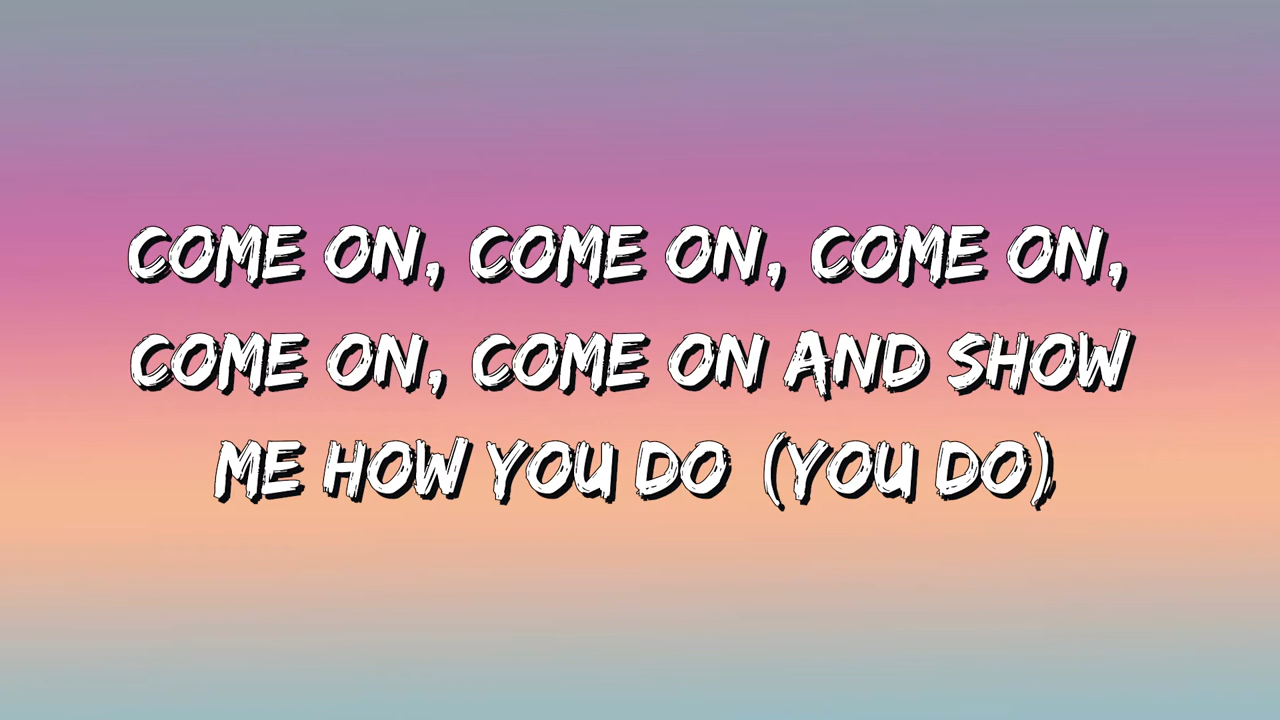 COME ON, COME ON, COME ON,
COME ON, COME ON AND SHOW
ME HOW YOU DO (YOU DO)